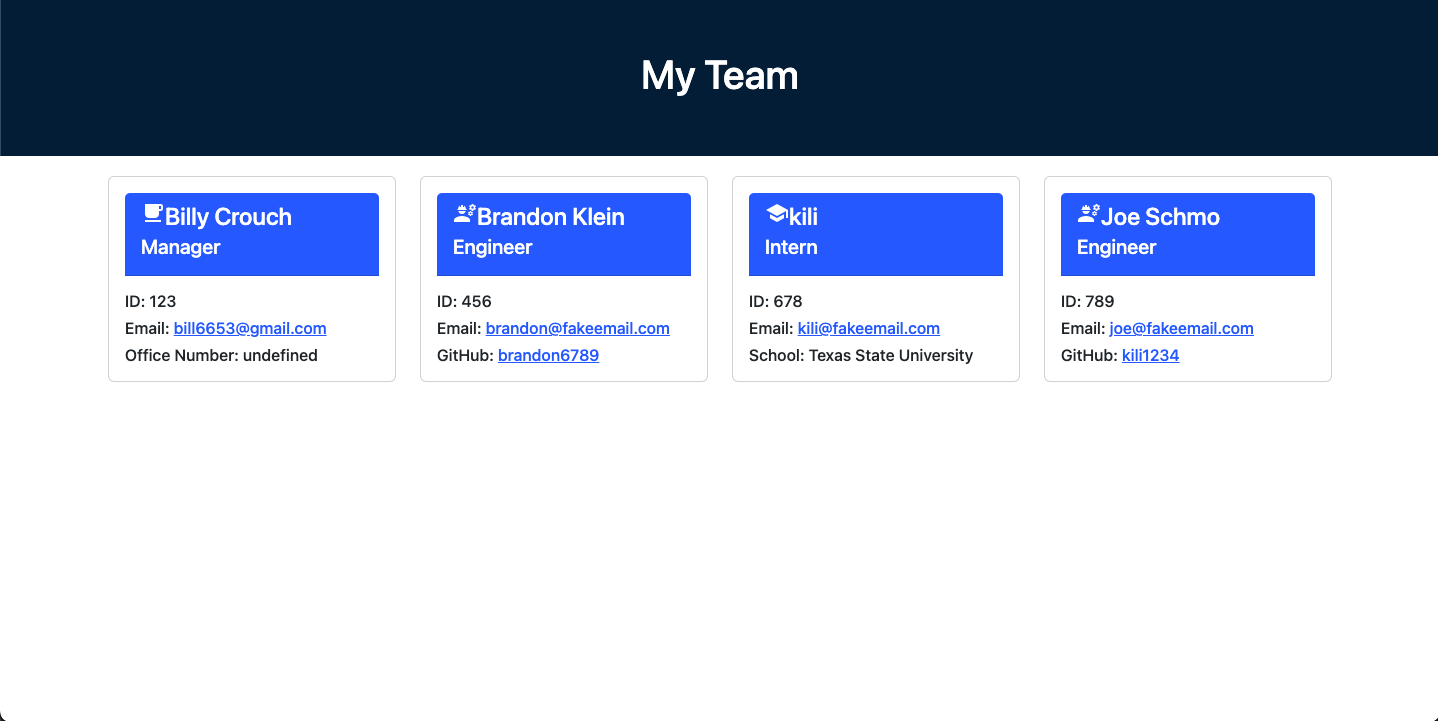 My Team
Billy Crouch
Manager
ID: 123
Email: bill6653@gmail.com
Office Number: undefined
Brandon Klein
Engineer
ID: 456
Email: brandon@fakeemail.com
GitHub: brandon6789
kili
Intern
ID: 678
Email: kili@fakeemail.com
School: Texas State University
Joe Schmo
Engineer
ID: 789
Email: joe@fakeemail.com
GitHub: kili1234